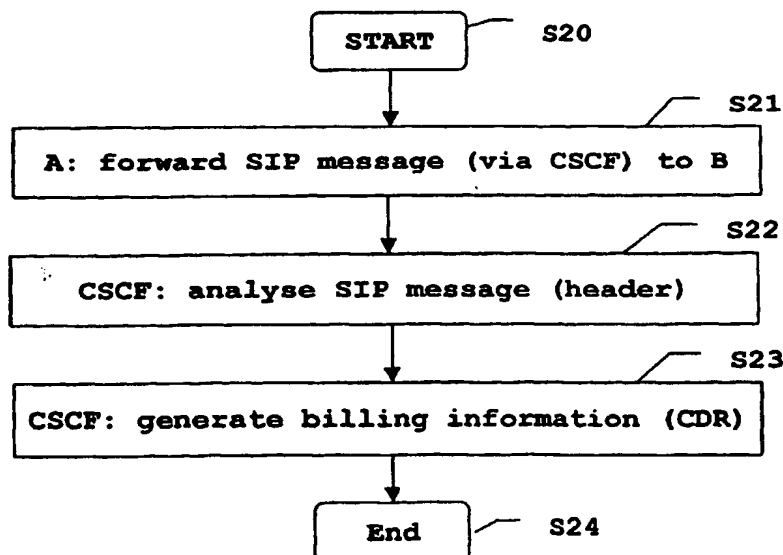 START S20
S21
A: forward SIP message (via CSCF) to B
S22
CSCF: analyse SIP message (header)
S23
CSCF: generate billing information (CDR)
End S24